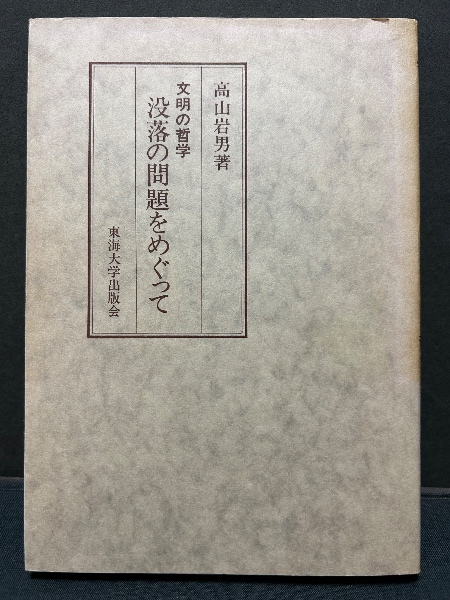 高山岩男著
文明の哲学
没落の問題をめぐって
東海大学出版会